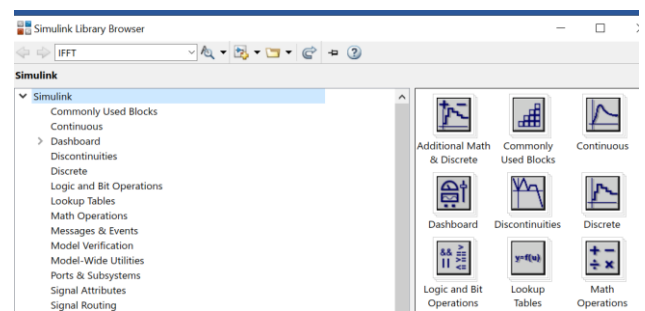 Simulink Library Browser
IFFT
Simulink
Simulink
Commonly Used Blocks
Continuous
Dashboard
Discontinuities
Discrete
Logic and Bit Operations
Lookup Tables
Math Operations
Messages & Events
Model Verification
Model-Wide Utilities
Ports & Subsystems
Signal Attributes
Signal Routing
Additional Math
& Discrete
Commonly
Used Blocks
Continuous
Dashboard
Discontinuities
Discrete
y=f(u)
Logic and Bit
Operations
Lookup
Tables
Math
Operations